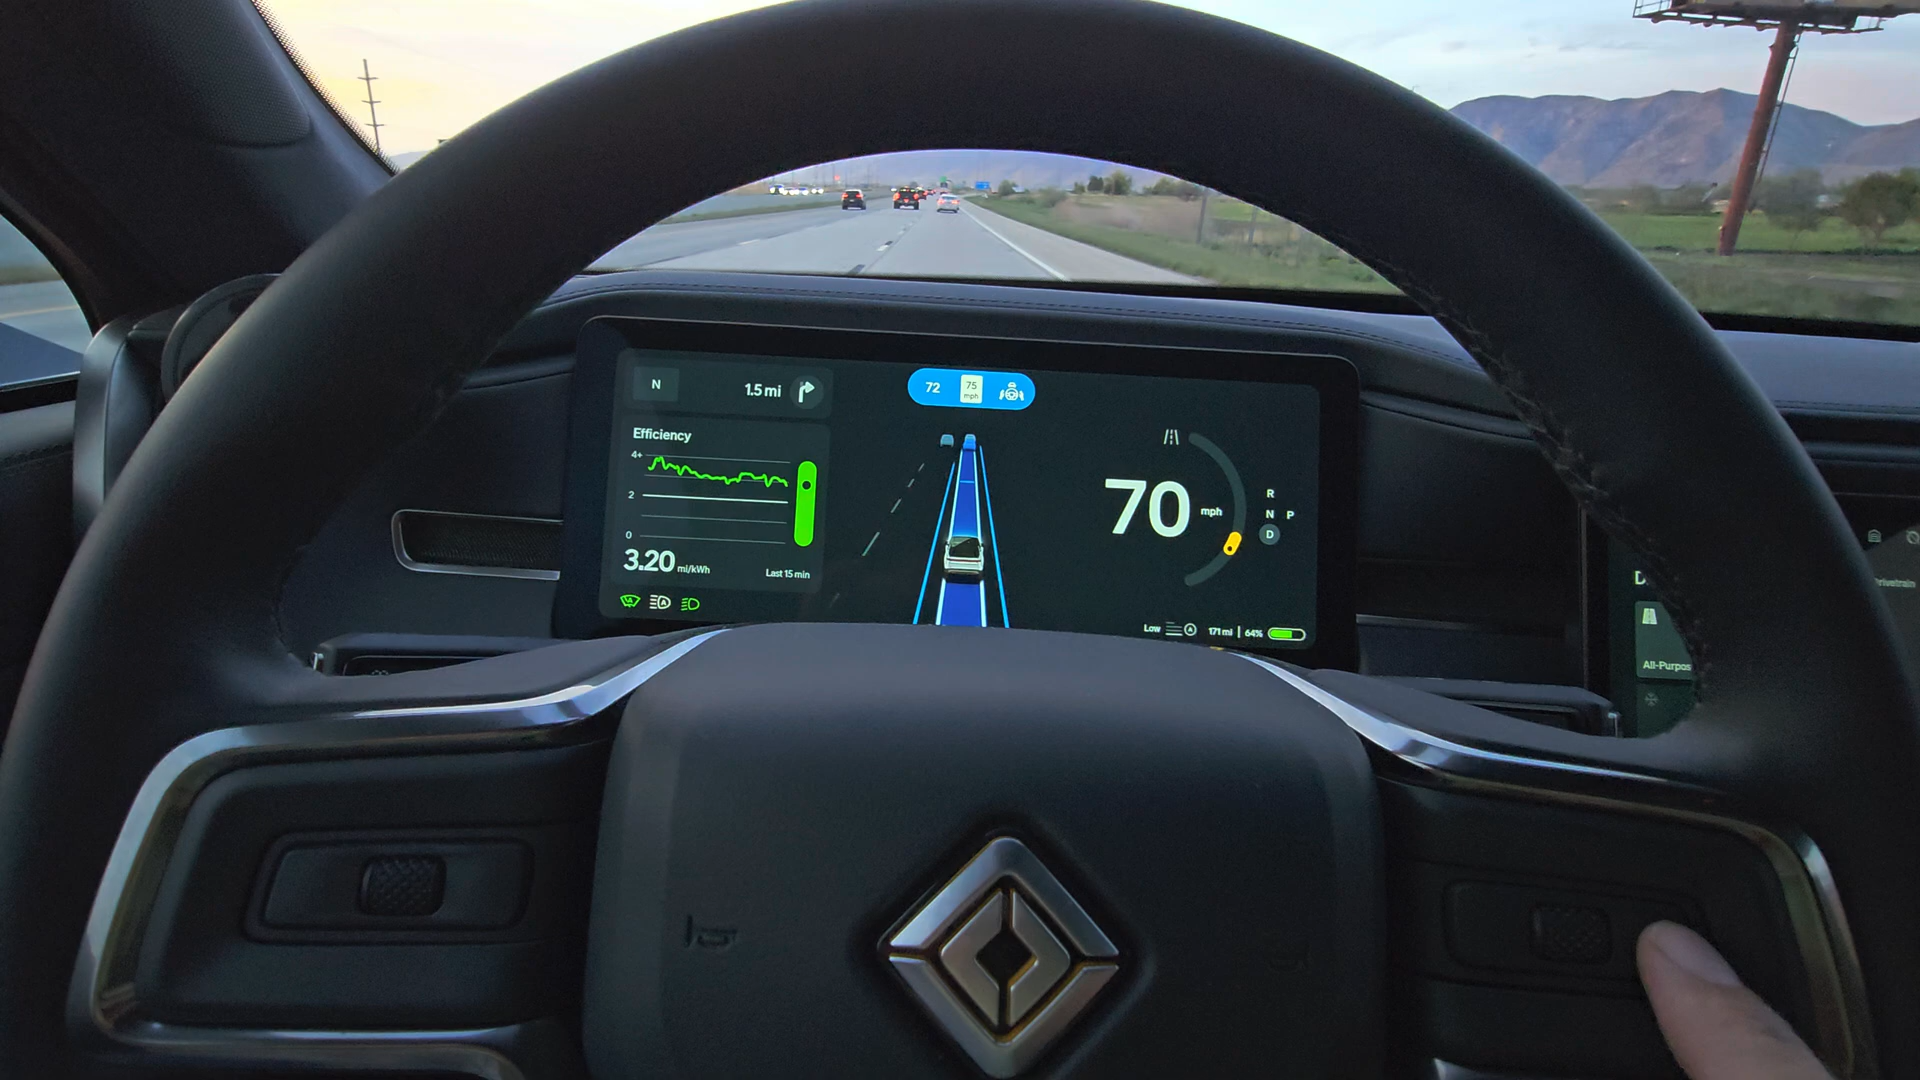 N
1.5 mi
72
75
mph
Efficiency
4+
2
0
3.20 mi/kWh
Last 15 min
A
A
70 mph
R
N P
D
Low A 171 mi | 64%
D
All-Purpos
rivetrain